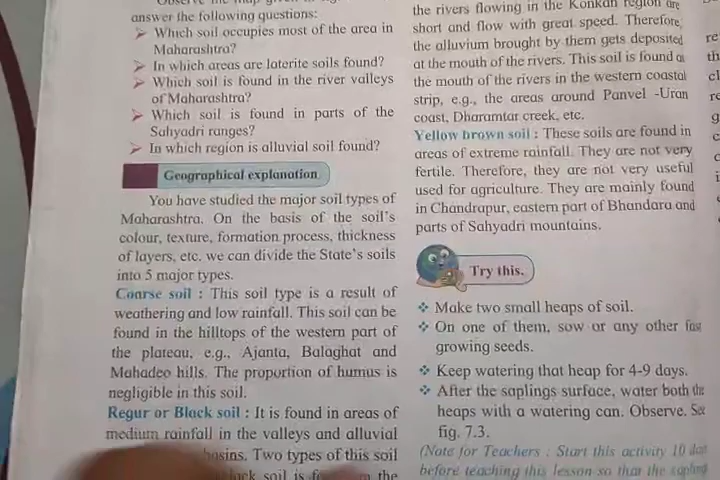 answer the following questions:
➢ Which soil occupies most of the area in
Maharashtra?
➢ In which areas are laterite soils found?
➢ Which soil is found in the river valleys
of Maharashtra?
➢ Which soil is found in parts of the
Sahyadri ranges?
➢ In which region is alluvial soil found?
Geographical explanation
You have studied the major soil types of
Maharashtra. On the basis of the soil's
colour, texture, formation process, thickness
of layers, etc. we can divide the State's soils
into 5 major types.
Coarse soil : This soil type is a result of
weathering and low rainfall. This soil can be
found in the hilltops of the western part of
the plateau, e.g., Ajanta, Balaghat and
Mahadeo hills. The proportion of humus is
negligible in this soil.
Regur or Black soil : It is found in areas of
medium rainfall in the valleys and alluvial
basins. Two types of this soil
soil is the
the rivers flowing in the Konkan region are
short and flow with great speed. Therefore,
the alluvium brought by them gets deposited
at the mouth of the rivers. This soil is found
the mouth of the rivers in the western coastal
strip, e.g., the areas around Panvel -Uran
coast, Dharamtar creek, etc.
Yellow brown soil : These soils are found in
areas of extreme rainfall. They are not very
fertile. Therefore, they are not very useful
used for agriculture. They are mainly found
in Chandrapur, eastern part of Bhandara and
parts of Sahyadri mountains.
Try this.
❖ Make two small heaps of soil.
❖ On one of them, sow or any other fast
growing seeds.
❖ Keep watering that heap for 4-9 days.
❖ After the saplings surface, water both the
heaps with a watering can. Observe. See
fig. 7.3.
(Note for Teachers : Start this activity 10
before teaching this lesson so that the